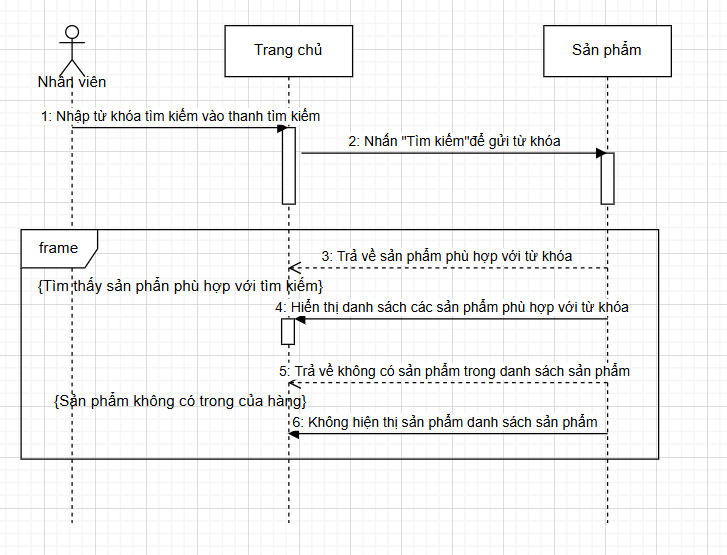 Nhân viên
Trang chủ
Sản phẩm
1: Nhập từ khóa tìm kiếm vào thanh tìm kiếm
2: Nhấn "Tìm kiếm"để gửi từ khóa
frame
3: Trả về sản phẩm phù hợp với từ khóa
{Tìm thấy sản phẩn phù hợp với tìm kiếm}
4: Hiển thị danh sách các sản phẩm phù hợp với từ khóa
5: Trả về không có sản phẩm trong danh sách sản phẩm
{Sản phẩm không có trong của hàng}
6: Không hiện thị sản phẩm danh sách sản phẩm